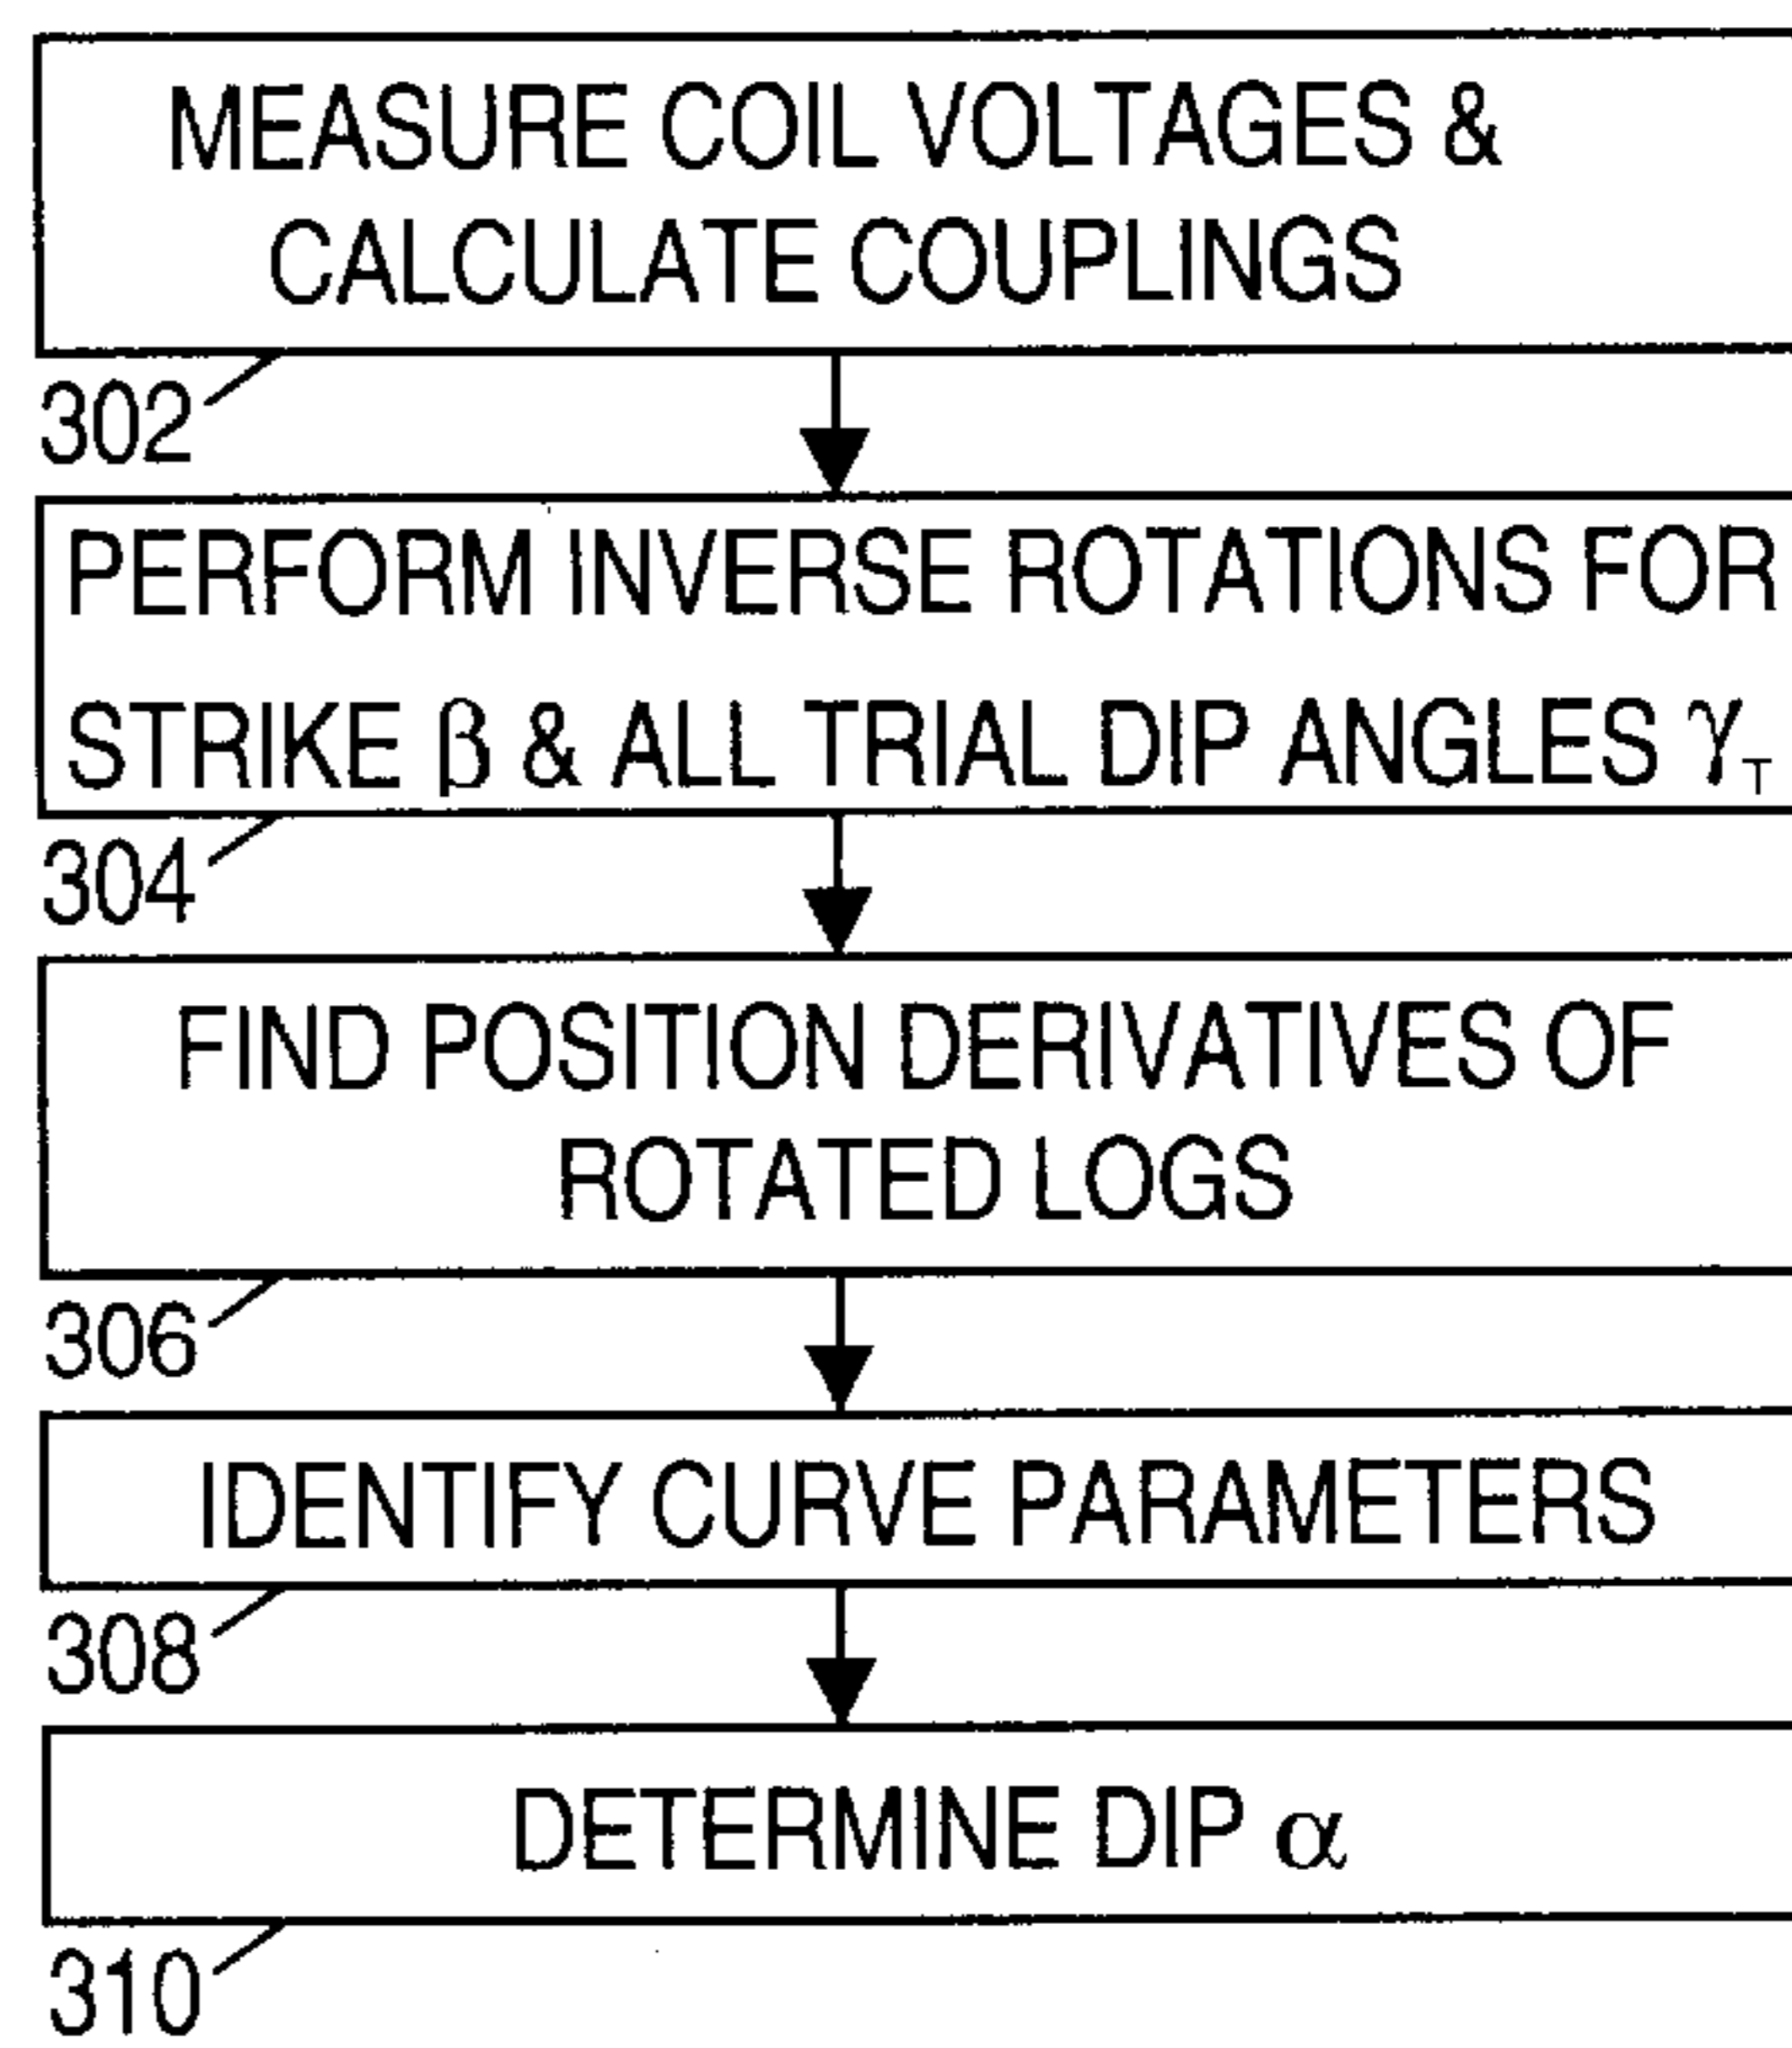 MEASURE COIL VOLTAGES &
CALCULATE COUPLINGS
302
PERFORM INVERSE ROTATIONS FOR
STRIKE β & ALL TRIAL DIP ANGLES γT
304
FIND POSITION DERIVATIVES OF
ROTATED LOGS
306
IDENTIFY CURVE PARAMETERS
308
DETERMINE DIP α
310